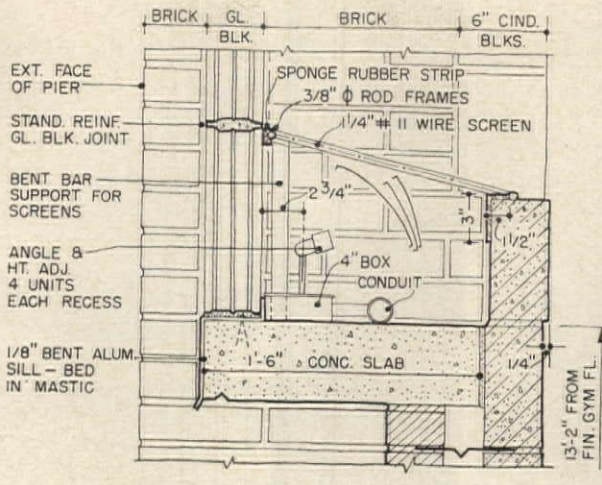 BRICK GL. BRICK 6" CIND.
BLK. BLKS.
EXT. FACE
OF PIER
SPONGE RUBBER STRIP
3/8" ϕ ROD FRAMES
STAND. REINF.
GL. BLK. JOINT
1 1/4" # 11 WIRE SCREEN
BENT BAR
SUPPORT FOR
SCREENS
2 3/4"
3"
1 1/2"
ANGLE &
HT. ADJ.
4 UNITS
EACH RECESS
4" BOX
CONDUIT
1/8" BENT ALUM.
SILL – BED
IN MASTIC
1'-6" CONC. SLAB
1/4"
13'-2" FROM
FIN. GYM FL.